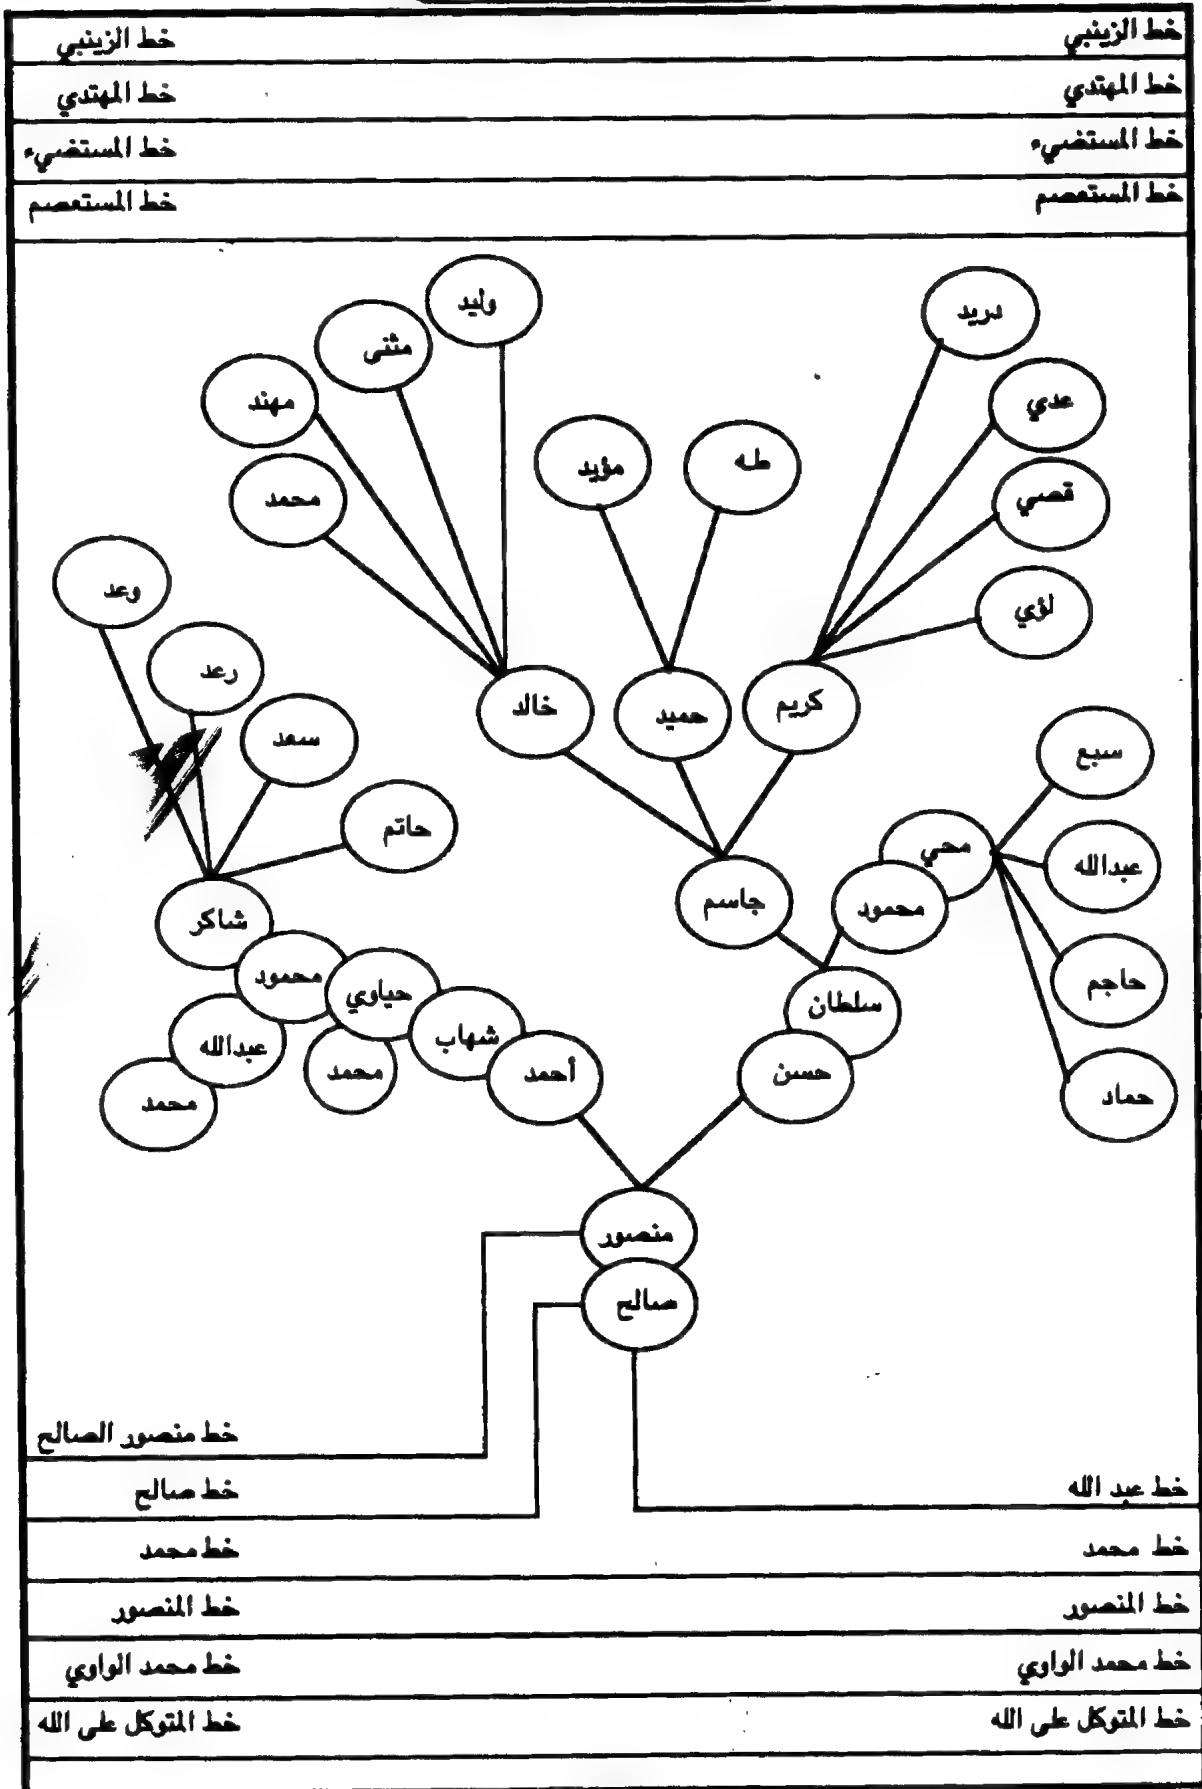 خط الزينبي
خط الزينبي
خط المهتدي
خط المهتدي
خط المستضيء
خط المستضيء
خط المستعصم
خط المستعصم
وليد
دريد
مثنى
مهند
عدي
طه
مؤيد
محمد
قصي
وعد
لؤي
رعد
خالد
حميد
كريم
سعد
سبع
حاتم
محي
عبدالله
شاكر
جاسم
محمود
محمود
حياوي
حاجم
سلطان
شهاب
عبدالله
محمد
أحمد
حسن
محمد
حماد
منصور
صالح
خط منصور الصالح
خط عبد الله
خط صالح
خط محمد
خط محمد
خط المنصور
خط المنصور
خط محمد الواوي
خط محمد الواوي
خط المتوكل على الله
خط المتوكل على الله